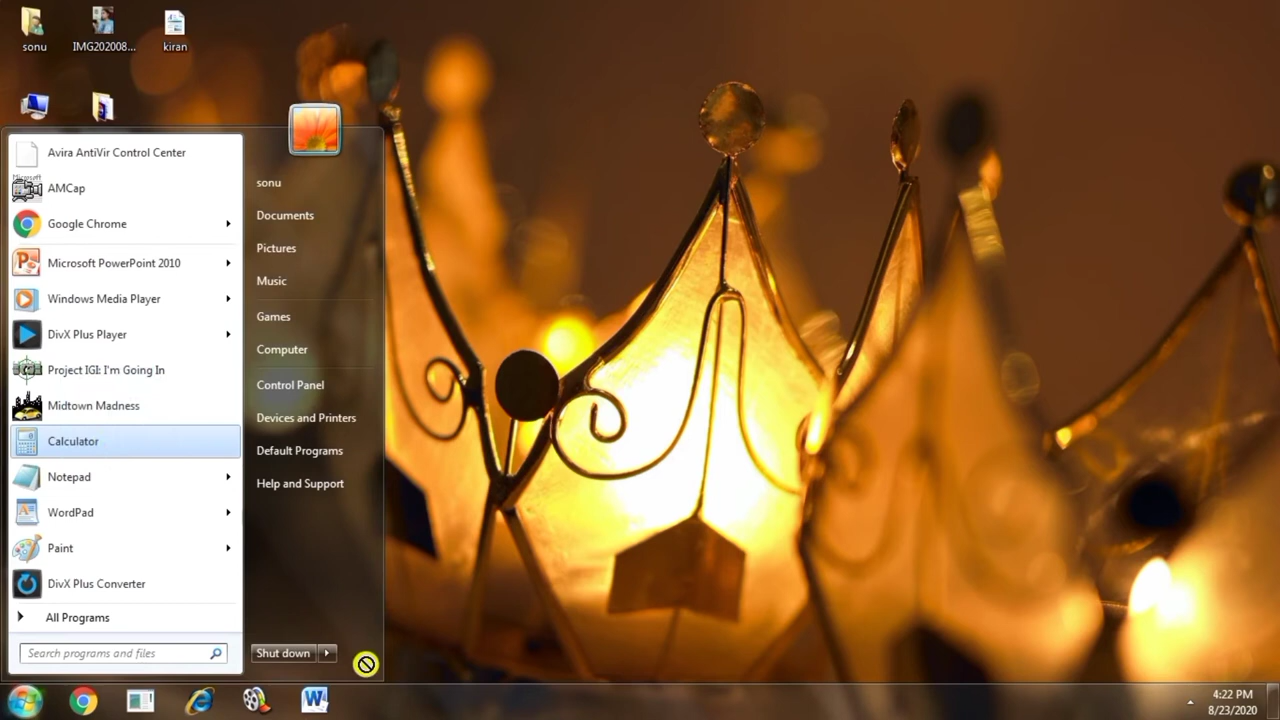 sonu
IMG202008...
kiran
Avira AntiVir Control Center
Microsoft
AMCap
Google Chrome
Microsoft PowerPoint 2010
Windows Media Player
DivX Plus Player
Project IGI: I'm Going In
Midtown Madness
Calculator
Notepad
WordPad
Paint
DivX Plus Converter
All Programs
Search programs and files
sonu
Documents
Pictures
Music
Games
Computer
Control Panel
Devices and Printers
Default Programs
Help and Support
Shut down
4:22 PM
8/23/2020